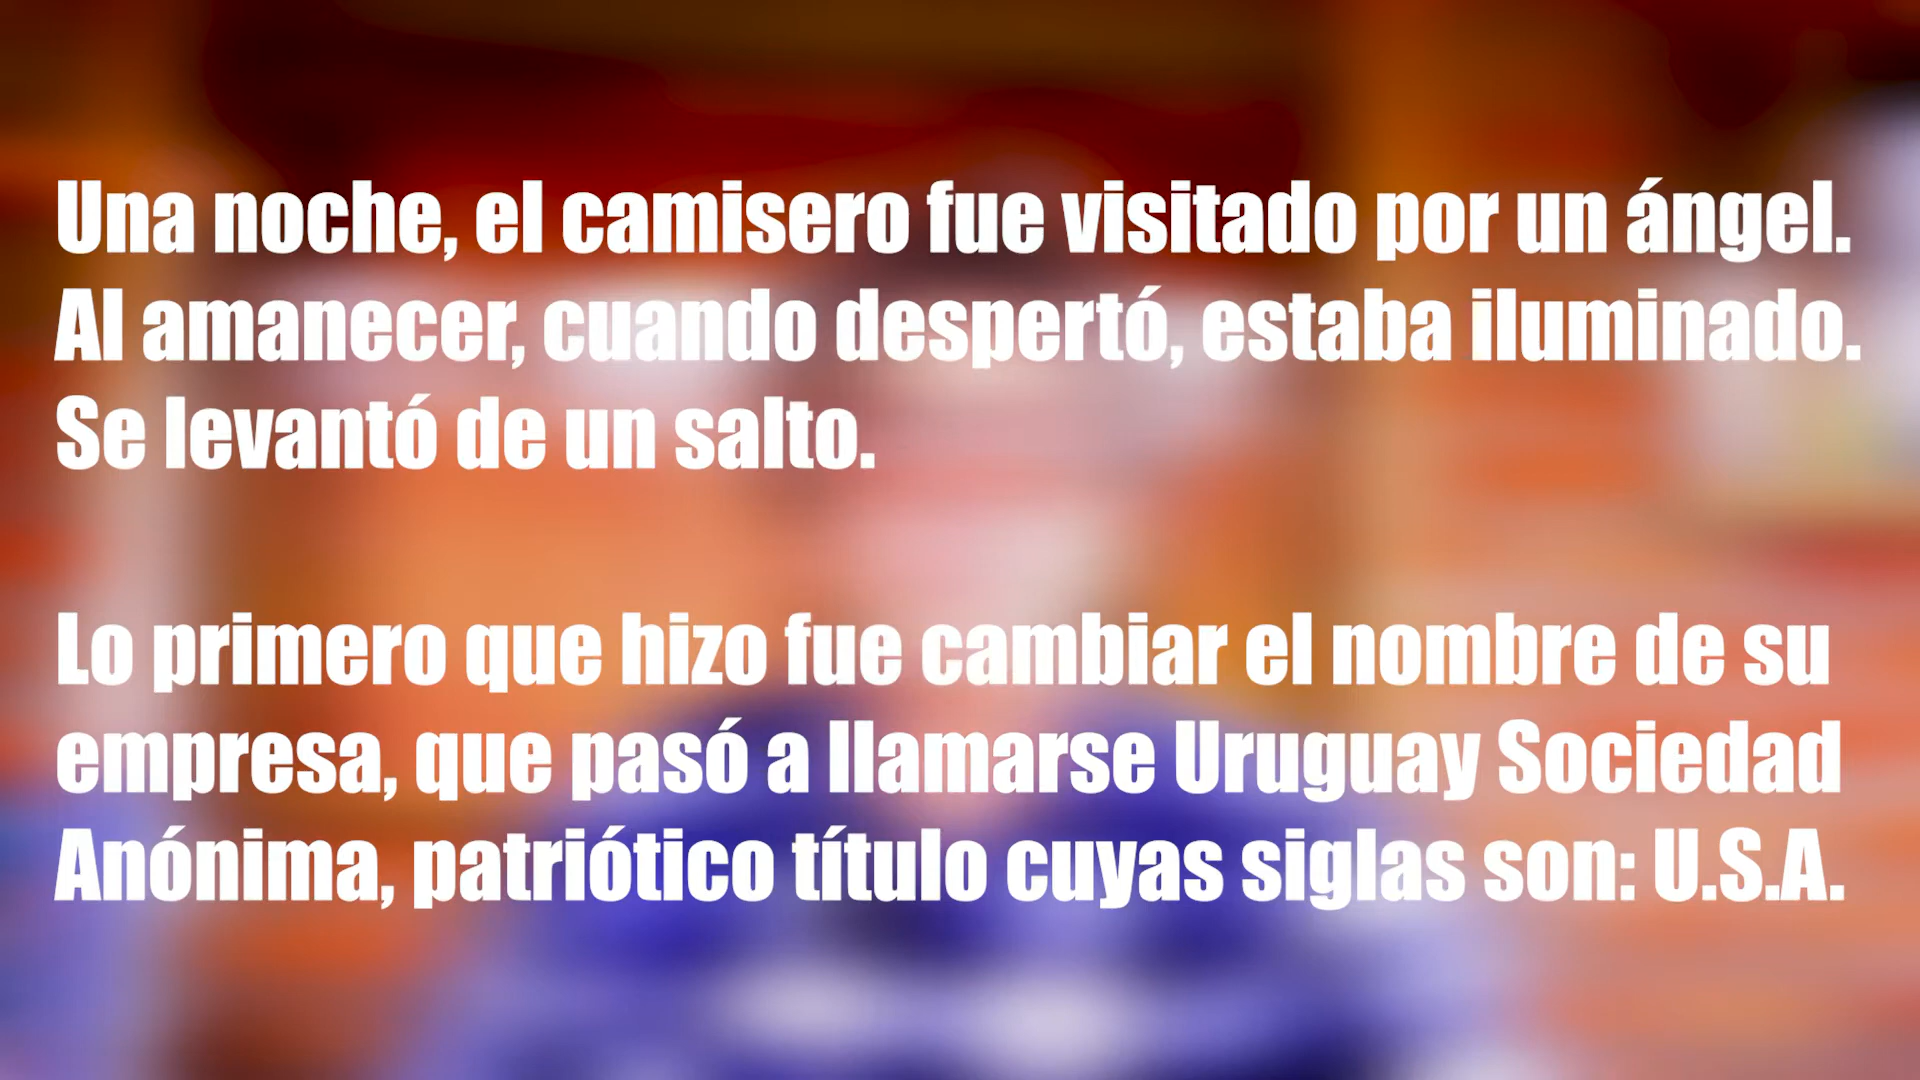 Una noche, el camisero fue visitado por un ángel.
Al amanecer, cuando despertó, estaba iluminado.
Se levantó de un salto.
Lo primero que hizo fue cambiar el nombre de su
empresa, que pasó a llamarse Uruguay Sociedad
Anónima, patriótico título cuyas siglas son: U.S.A.